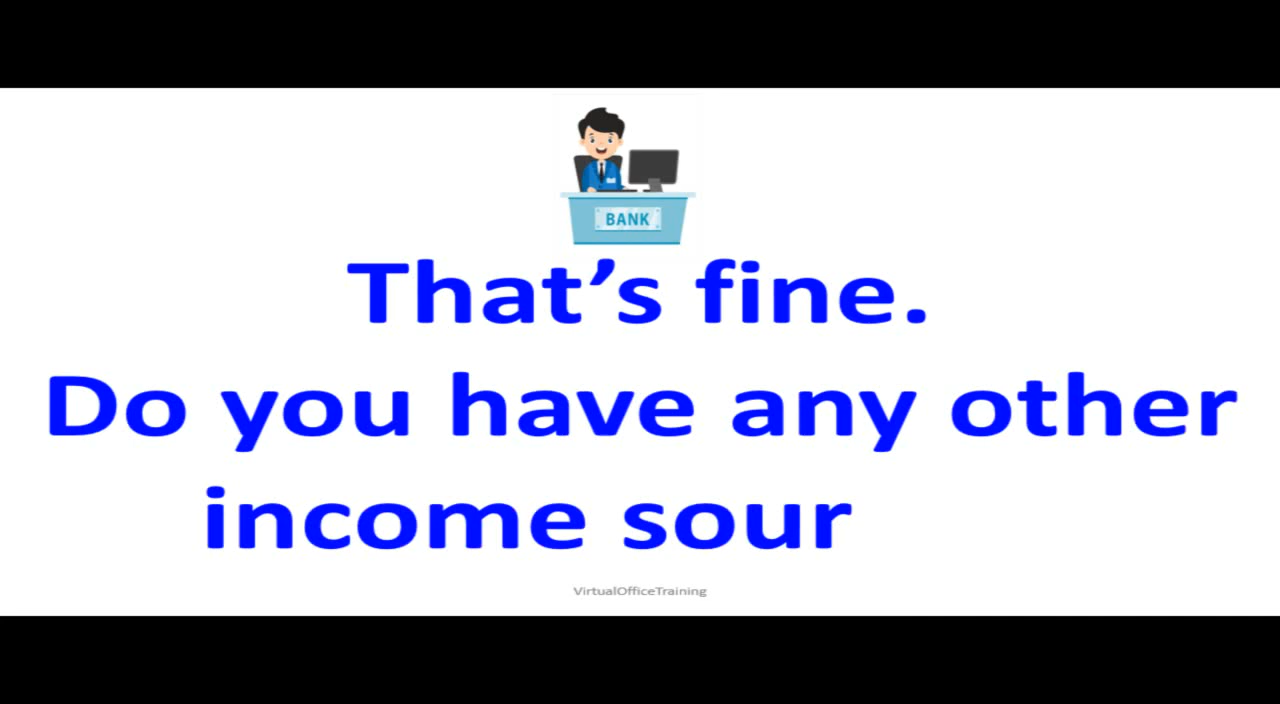 BANK
That’s fine.
Do you have any other
income sour
VirtualOfficeTraining